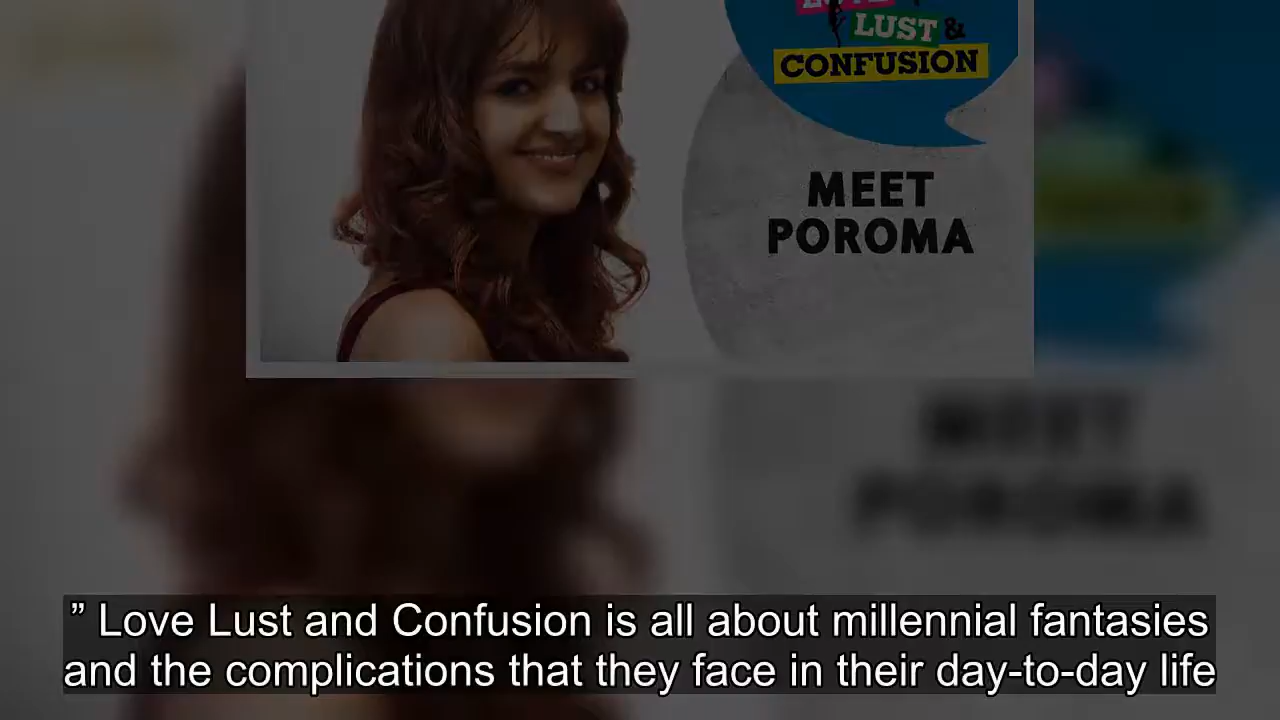 LUST &
CONFUSION
MEET
POROMA
” Love Lust and Confusion is all about millennial fantasies
and the complications that they face in their day-to-day life